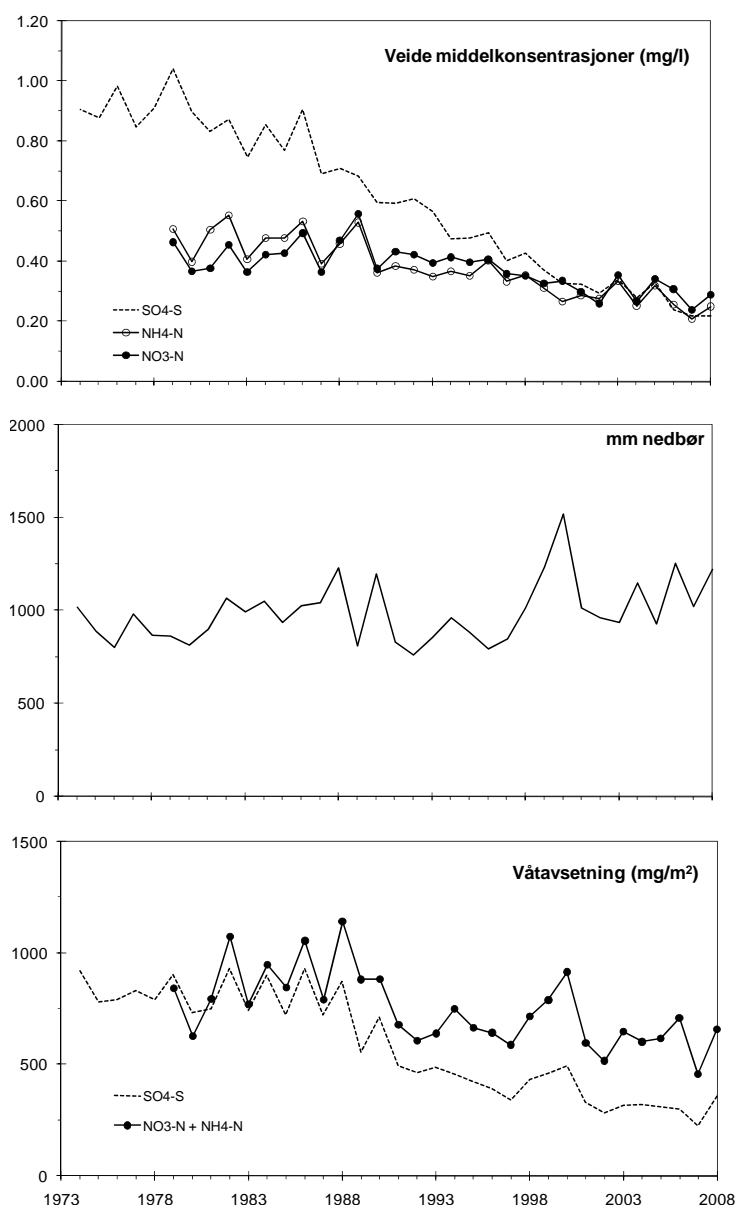 1.20
Veide middelkonsentrasjoner (mg/l)
1.00
0.80
0.60
0.40
0.20
SO4-S
NH4-N
NO3-N
0.00
2000
mm nedbør
1500
1000
500
0
1500
Våtavsetning (mg/m²)
1000
500
SO4-S
NO3-N + NH4-N
0
1973 1978 1983 1988 1993 1998 2003 2008